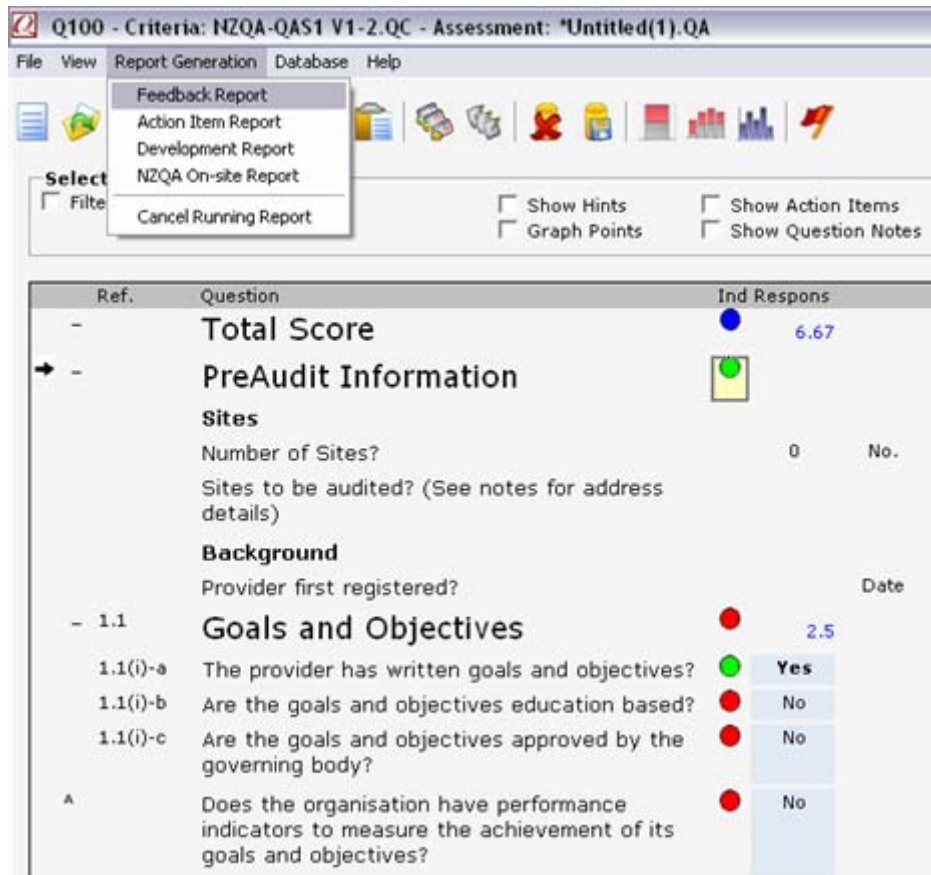 Q100 - Criteria: NZQA-QAS1 V1-2.QC - Assessment: *Untitled(1).QA
File View Report Generation Database Help
Feedback Report
Action Item Report
Development Report
NZQA On-site Report
Cancel Running Report
Select
Filte
Show Hints
Show Action Items
Graph Points
Show Question Notes
Ref. Question Ind Respons
– Total Score 6.67
– PreAudit Information
Sites
Number of Sites? 0 No.
Sites to be audited? (See notes for address
details)
Background
Provider first registered? Date
– 1.1 Goals and Objectives 2.5
1.1(i)-a The provider has written goals and objectives? Yes
1.1(i)-b Are the goals and objectives education based? No
1.1(i)-c Are the goals and objectives approved by the No
governing body?
A Does the organisation have performance No
indicators to measure the achievement of its
goals and objectives?